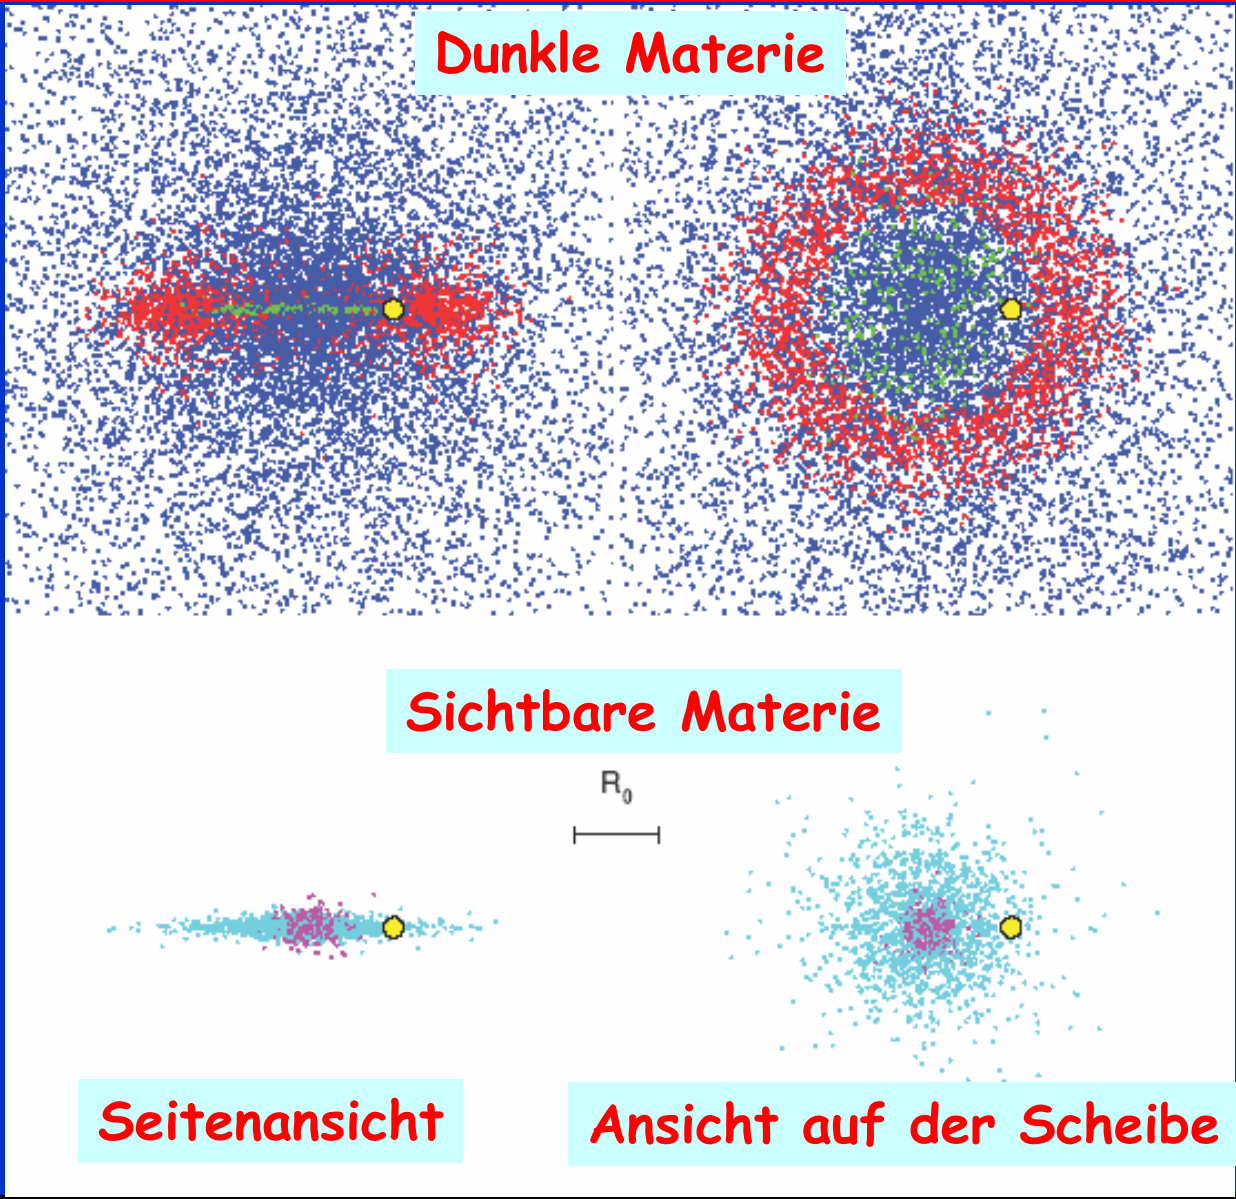 Dunkle Materie
Sichtbare Materie
R₀
Seitenansicht
Ansicht auf der Scheibe